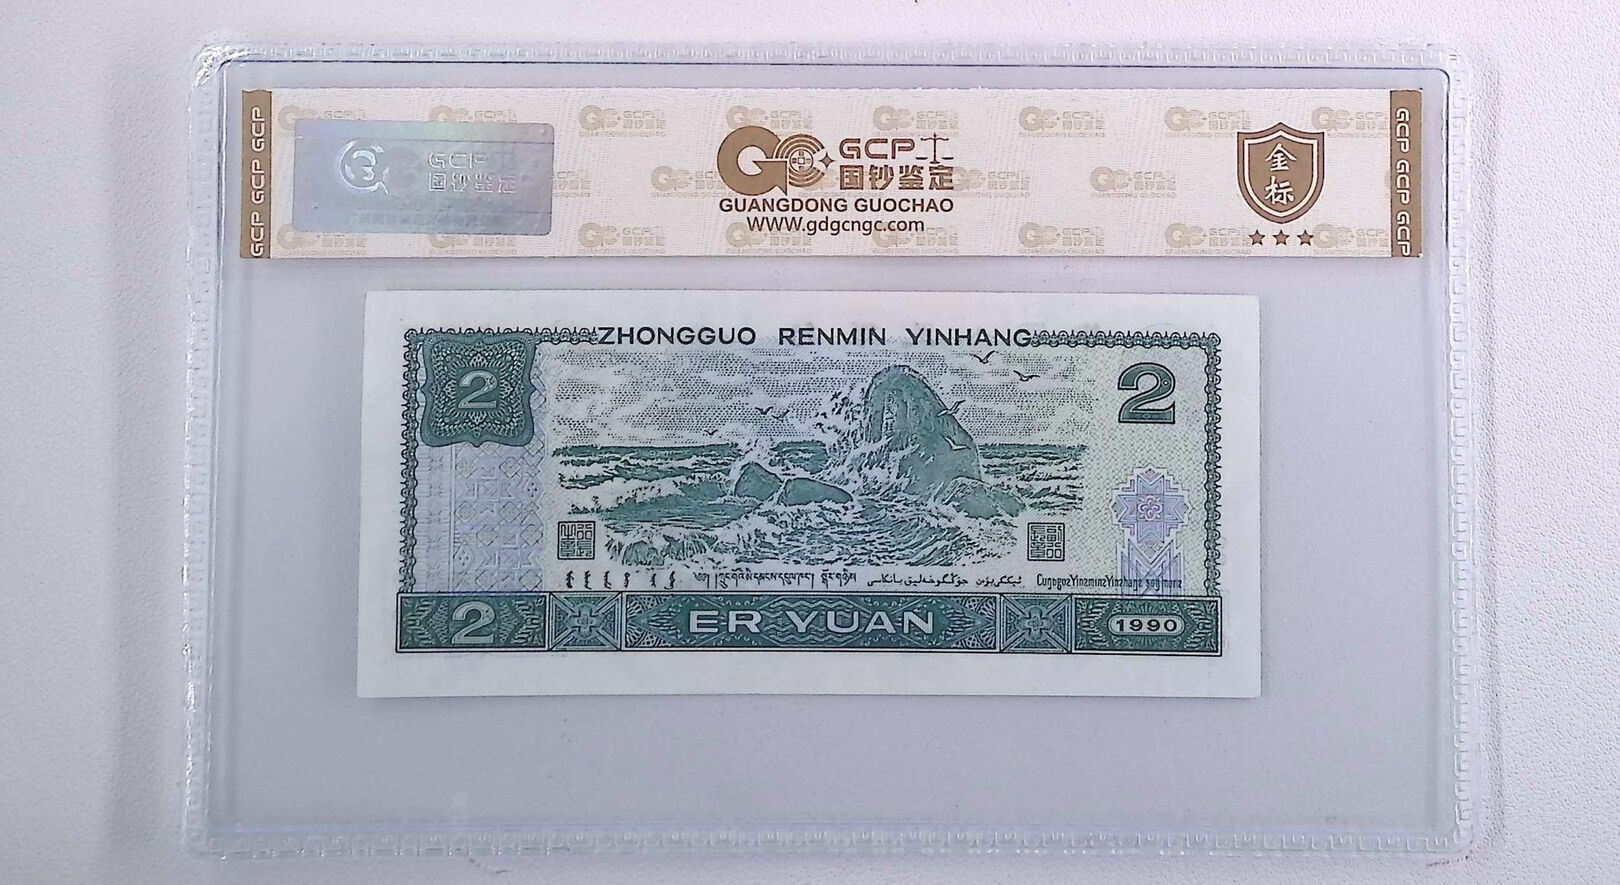 GCP GCP GCP
GCP
国钞鉴定
GCP
国钞鉴定
GUANGDONG GUOCHAO
WWW.gdgcngc.com
金标
GCP GCP GCP
ZHONGGUO RENMIN YINHANG
2
2
2
ER YUAN
1990